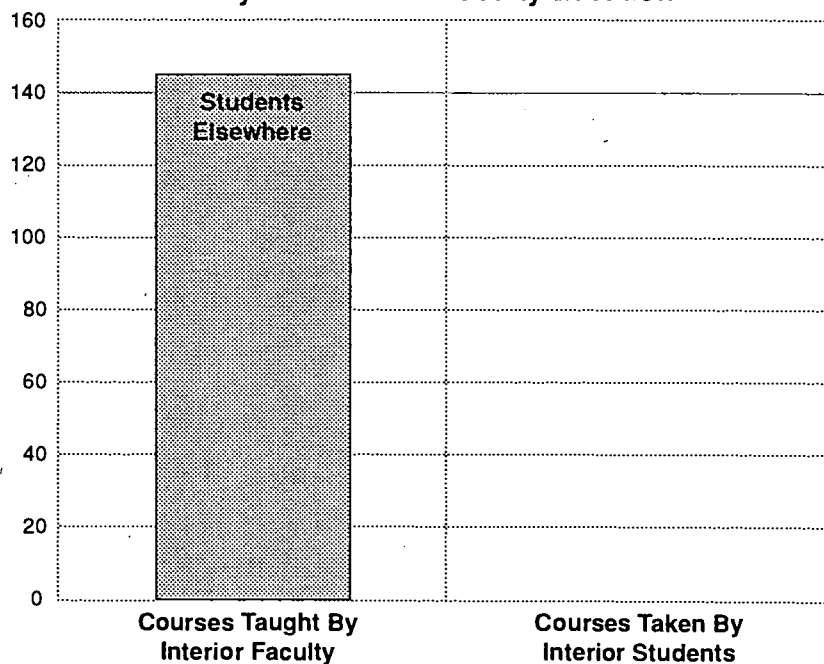 160
140
120
100
80
60
40
20
0
Students
Elsewhere
Courses Taught By
Interior Faculty
Courses Taken By
Interior Students